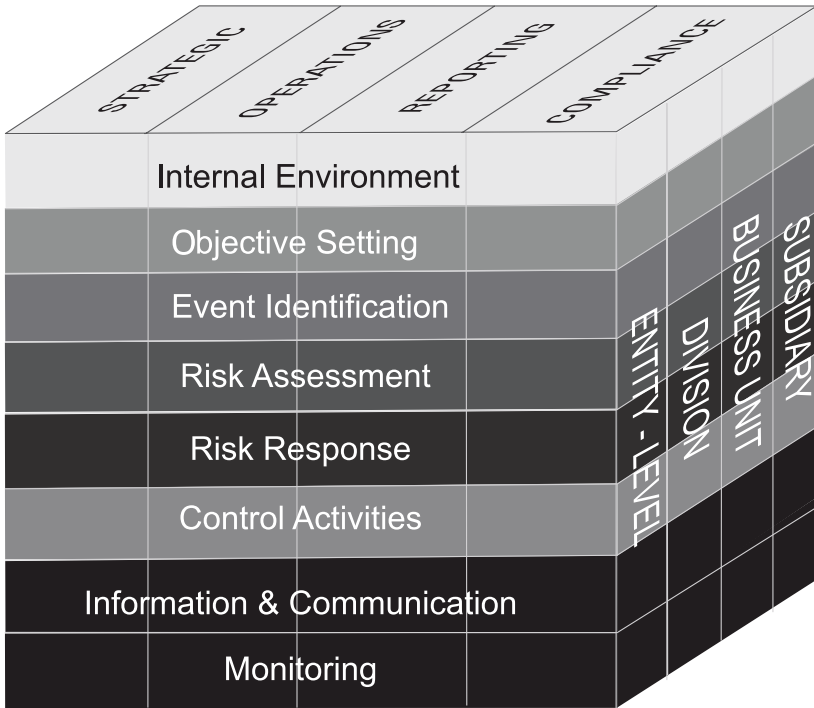 STRATEGIC
OPERATIONS
REPORTING
COMPLIANCE
Internal Environment
Objective Setting
Event Identification
Risk Assessment
Risk Response
Control Activities
Information & Communication
Monitoring
ENTITY - LEVEL
DIVISION
BUSINESS UNIT
SUBSIDIARY